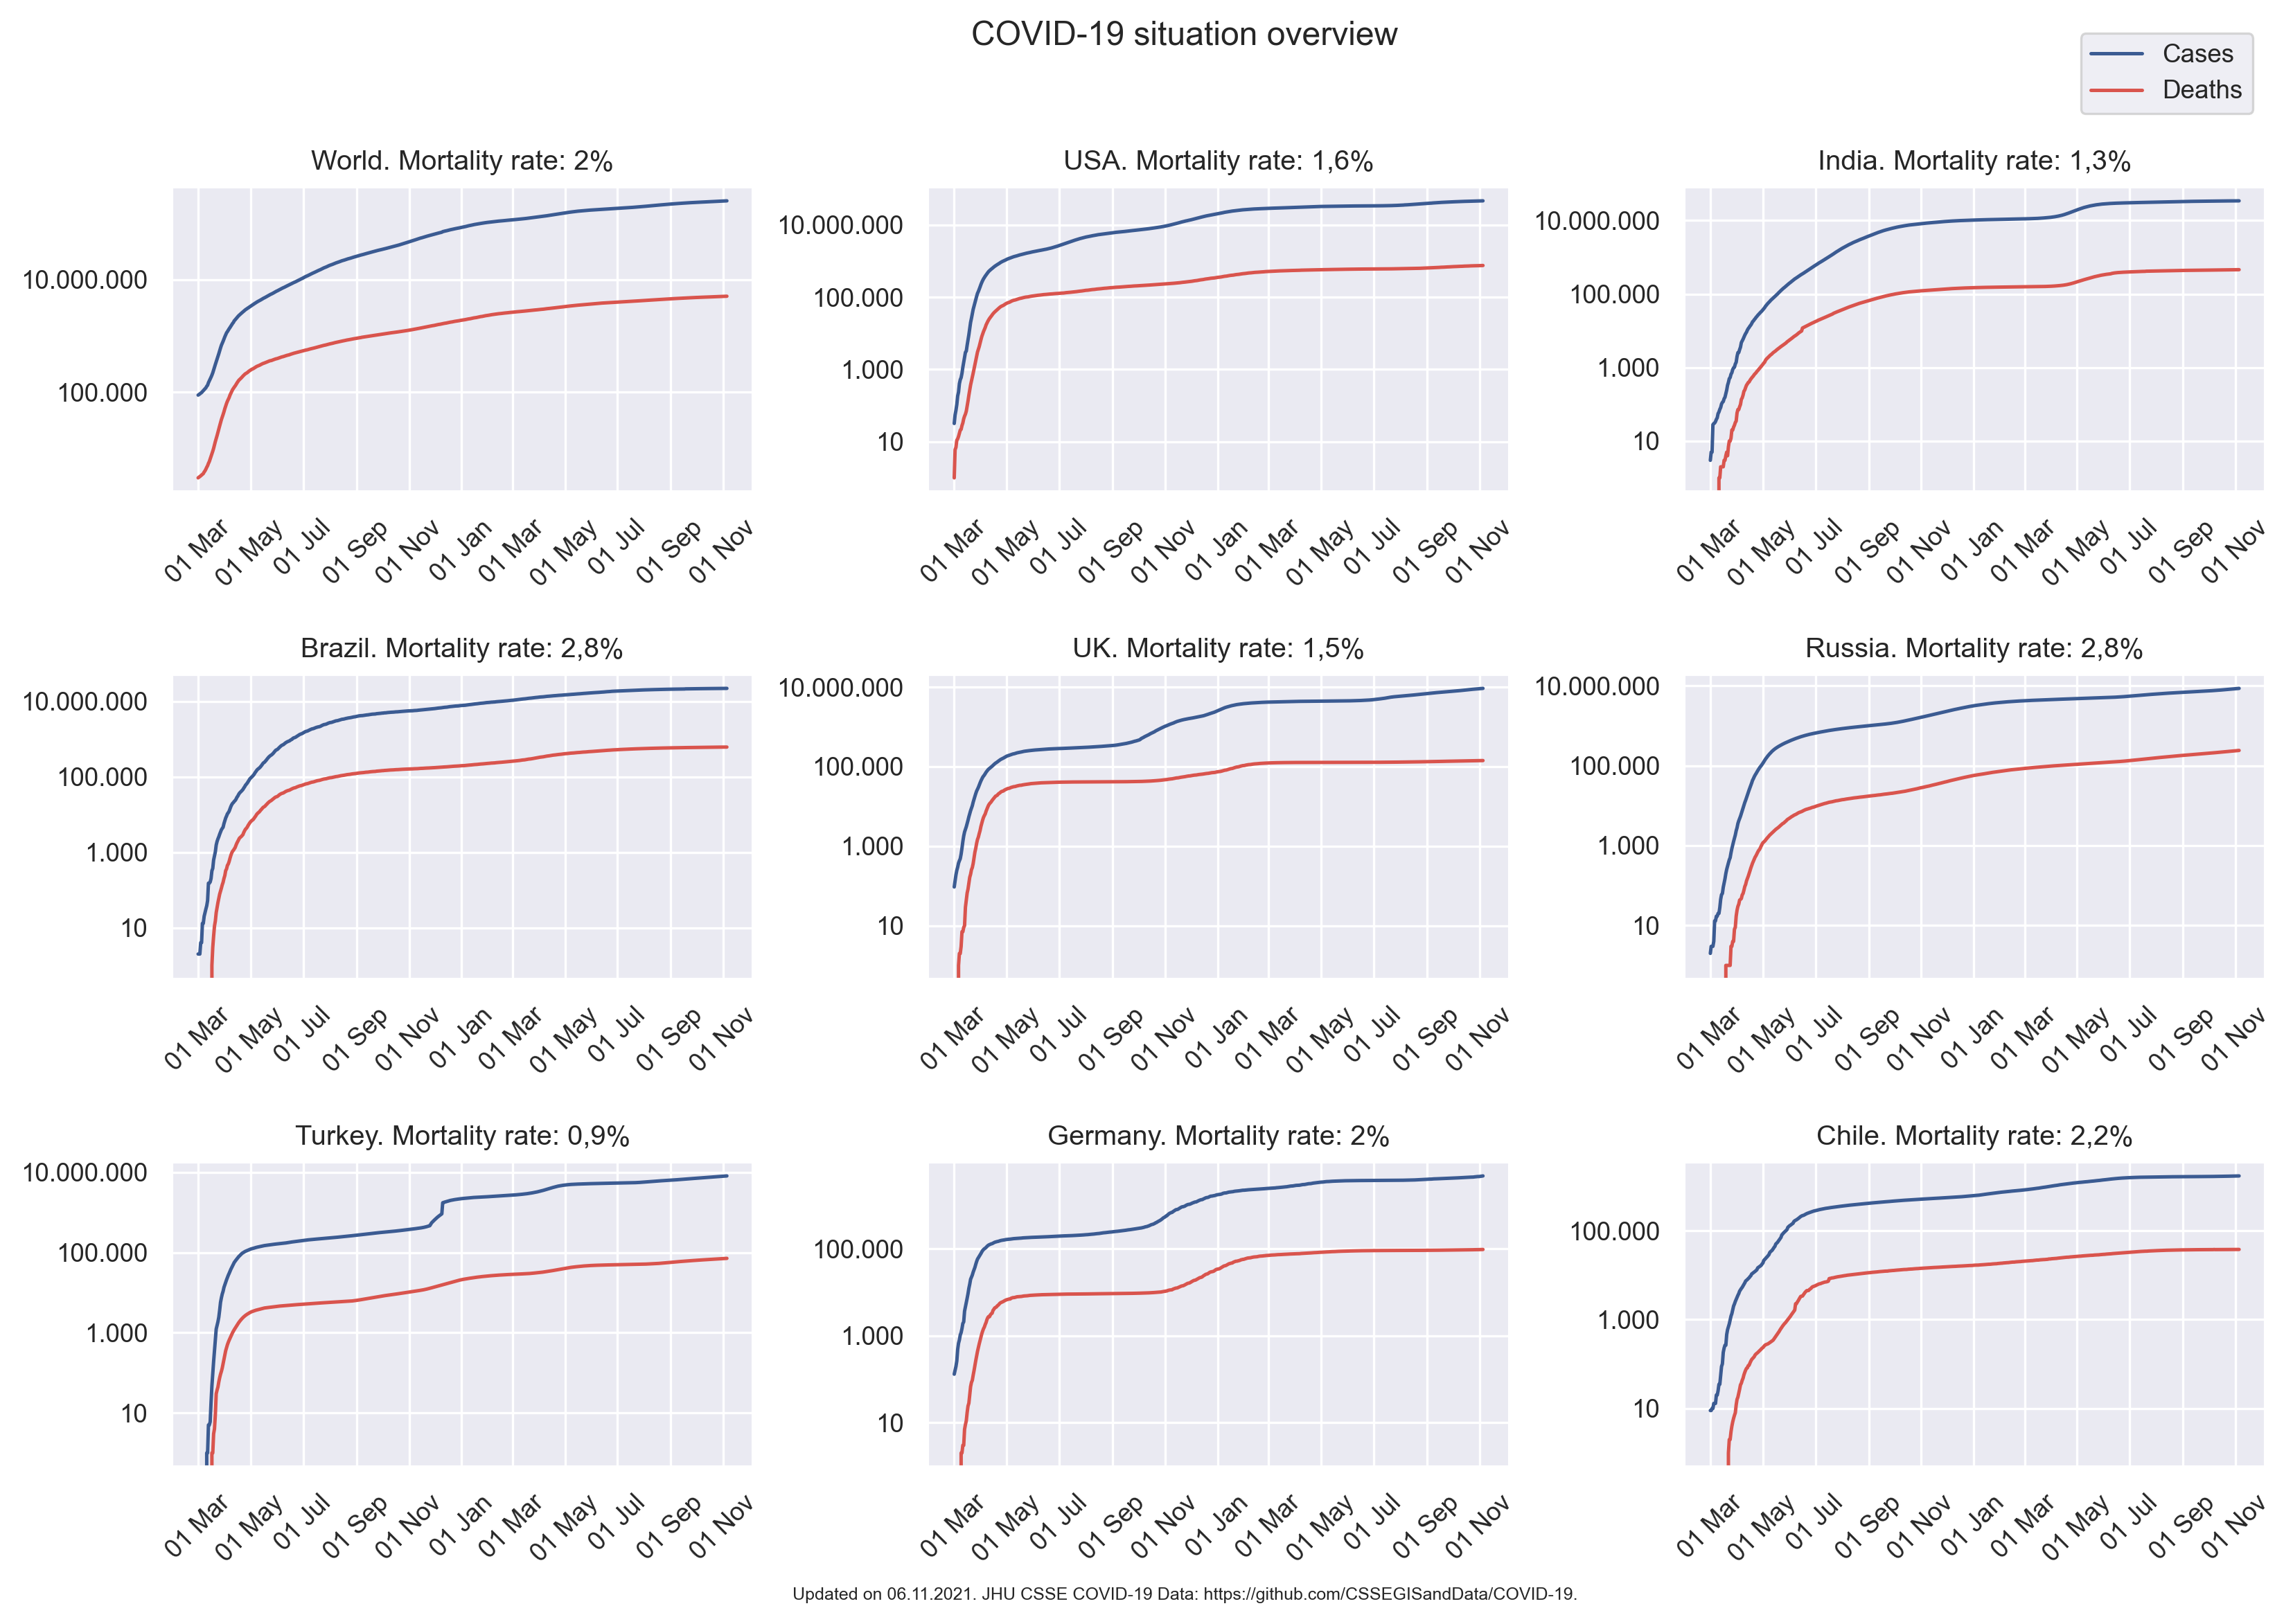 COVID-19 situation overview
Cases
Deaths
World. Mortality rate: 2%
10.000.000
100.000
01 Mar
01 May
01 Jul
01 Sep
01 Nov
01 Jan
01 Mar
01 May
01 Jul
01 Sep
01 Nov
USA. Mortality rate: 1,6%
10.000.000
100.000
1.000
10
01 Mar
01 May
01 Jul
01 Sep
01 Nov
01 Jan
01 Mar
01 May
01 Jul
01 Sep
01 Nov
India. Mortality rate: 1,3%
10.000.000
100.000
1.000
10
01 Mar
01 May
01 Jul
01 Sep
01 Nov
01 Jan
01 Mar
01 May
01 Jul
01 Sep
01 Nov
Brazil. Mortality rate: 2,8%
10.000.000
100.000
1.000
10
01 Mar
01 May
01 Jul
01 Sep
01 Nov
01 Jan
01 Mar
01 May
01 Jul
01 Sep
01 Nov
UK. Mortality rate: 1,5%
10.000.000
100.000
1.000
10
01 Mar
01 May
01 Jul
01 Sep
01 Nov
01 Jan
01 Mar
01 May
01 Jul
01 Sep
01 Nov
Russia. Mortality rate: 2,8%
10.000.000
100.000
1.000
10
01 Mar
01 May
01 Jul
01 Sep
01 Nov
01 Jan
01 Mar
01 May
01 Jul
01 Sep
01 Nov
Turkey. Mortality rate: 0,9%
10.000.000
100.000
1.000
10
01 Mar
01 May
01 Jul
01 Sep
01 Nov
01 Jan
01 Mar
01 May
01 Jul
01 Sep
01 Nov
Germany. Mortality rate: 2%
100.000
1.000
10
01 Mar
01 May
01 Jul
01 Sep
01 Nov
01 Jan
01 Mar
01 May
01 Jul
01 Sep
01 Nov
Chile. Mortality rate: 2,2%
100.000
1.000
10
01 Mar
01 May
01 Jul
01 Sep
01 Nov
01 Jan
01 Mar
01 May
01 Jul
01 Sep
01 Nov
Updated on 06.11.2021. JHU CSSE COVID-19 Data: https://github.com/CSSEGISandData/COVID-19.